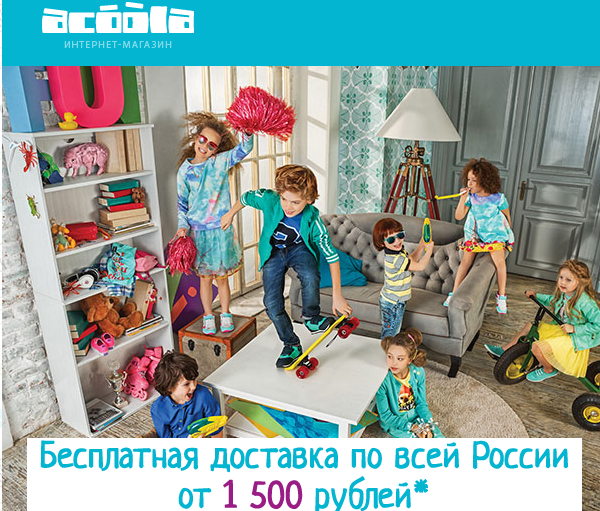 acoola
ИНТЕРНЕТ-МАГАЗИН
Бесплатная доставка по всей России
от 1 500 рублей*